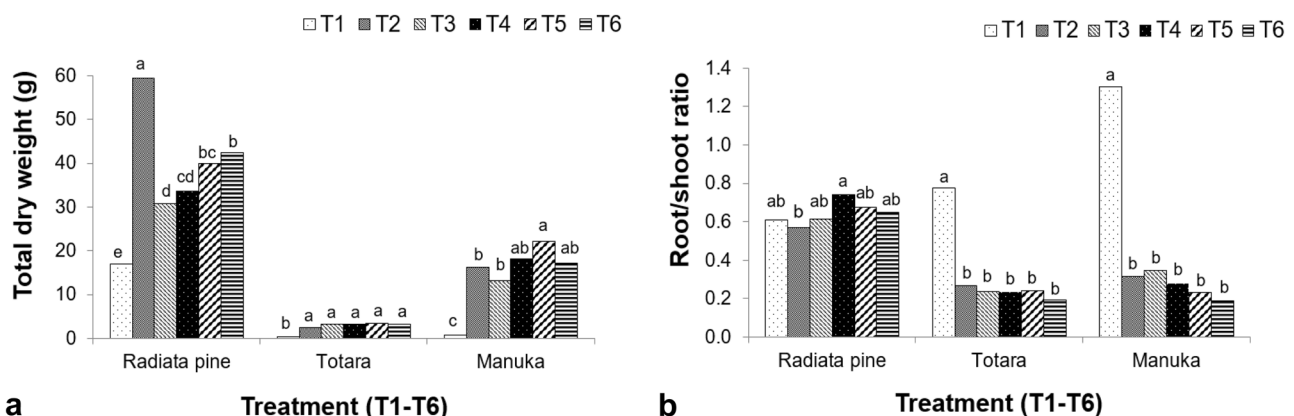 T1 T2 T3 T4 T5 T6
Total dry weight (g)
60
50
40
30
20
10
0
e a d cd bc b
b a a a a a
c b b ab a ab
Radiata pine Totara Manuka
a
Treatment (T1-T6)
T1 T2 T3 T4 T5 T6
Root/shoot ratio
1.4
1.2
1.0
0.8
0.6
0.4
0.2
0.0
ab b ab a ab ab
a b b b b b
a b b b b b
Radiata pine Totara Manuka
b
Treatment (T1-T6)